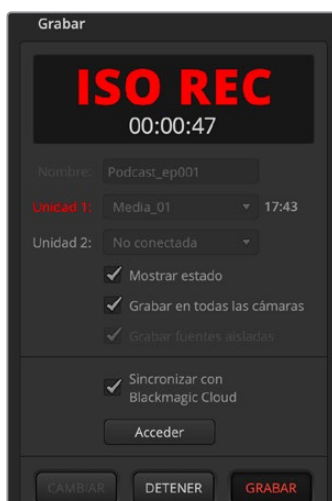 Grabar
ISO REC
00:00:47
Nombre: Podcast_ep001
Unidad 1: Media_01 17:43
Unidad 2: No conectada
Mostrar estado
Grabar en todas las cámaras
Grabar fuentes aisladas
Sincronizar con
Blackmagic Cloud
Acceder
CAMBIAR DETENER GRABAR